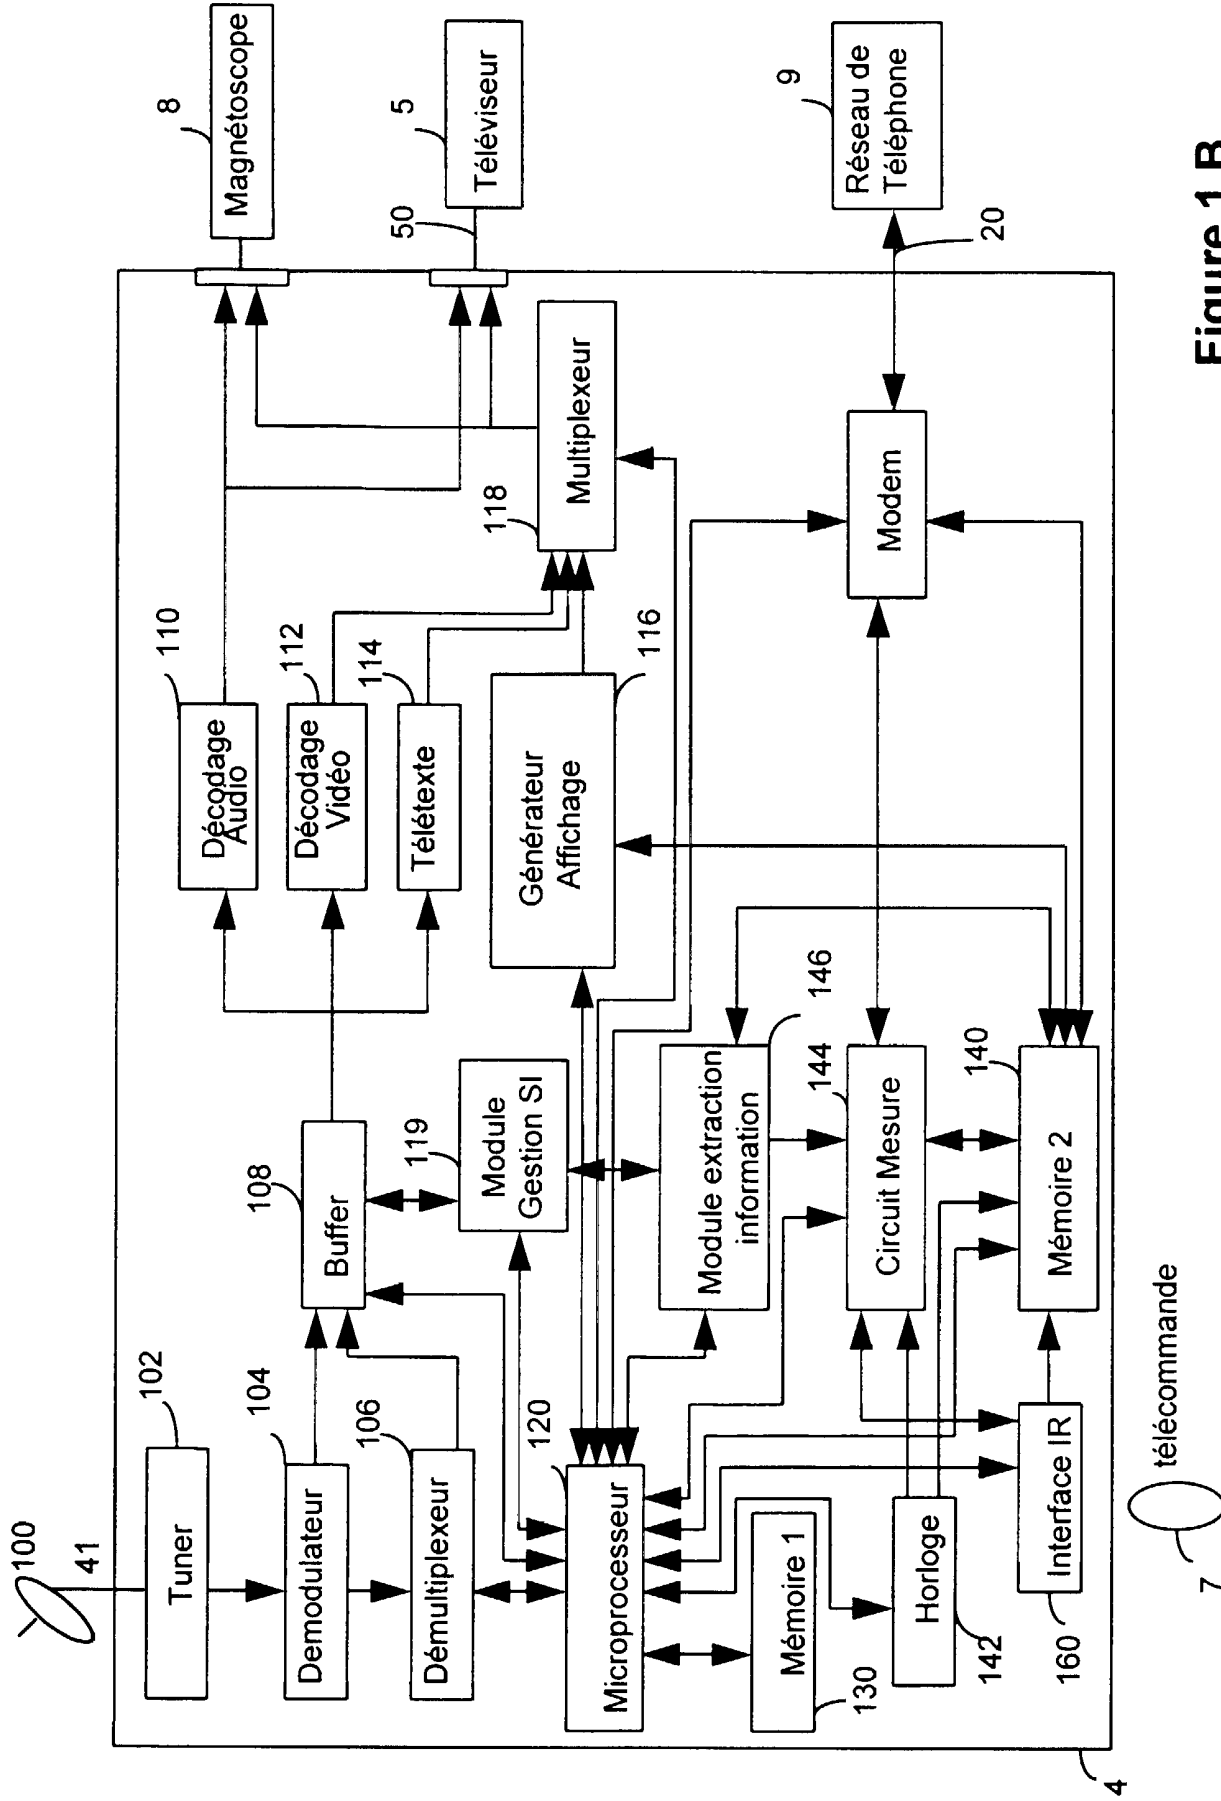 100
41
Tuner
102
Demodulateur
104
Démultiplexeur
106
Buffer
108
Module
Gestion SI
119
Microprocesseur
120
Mémoire 1
130
Horloge
142
Interface IR
160
télécommande
7
4
Module extraction
information
146
Circuit Mesure
144
Mémoire 2
140
Décodage
Audio
110
Décodage
Vidéo
112
Télétexte
114
Générateur
Affichage
116
Multiplexeur
118
Modem
Magnétoscope
8
Téléviseur
5
50
Réseau de
Téléphone
9
20
Figure 1 B